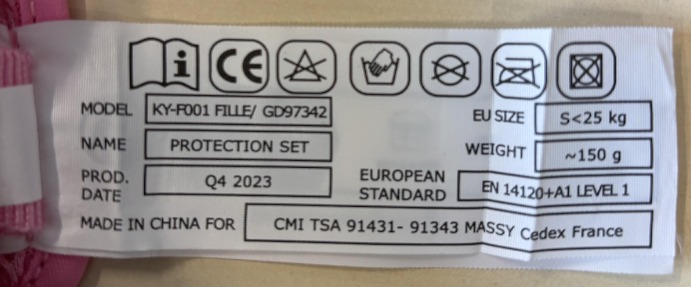 i CE
MODEL KY-F001 FILLE/ GD97342 EU SIZE S<25 kg
NAME PROTECTION SET WEIGHT ~150 g
PROD. DATE Q4 2023 EUROPEAN STANDARD EN 14120+A1 LEVEL 1
MADE IN CHINA FOR CMI TSA 91431- 91343 MASSY Cedex France